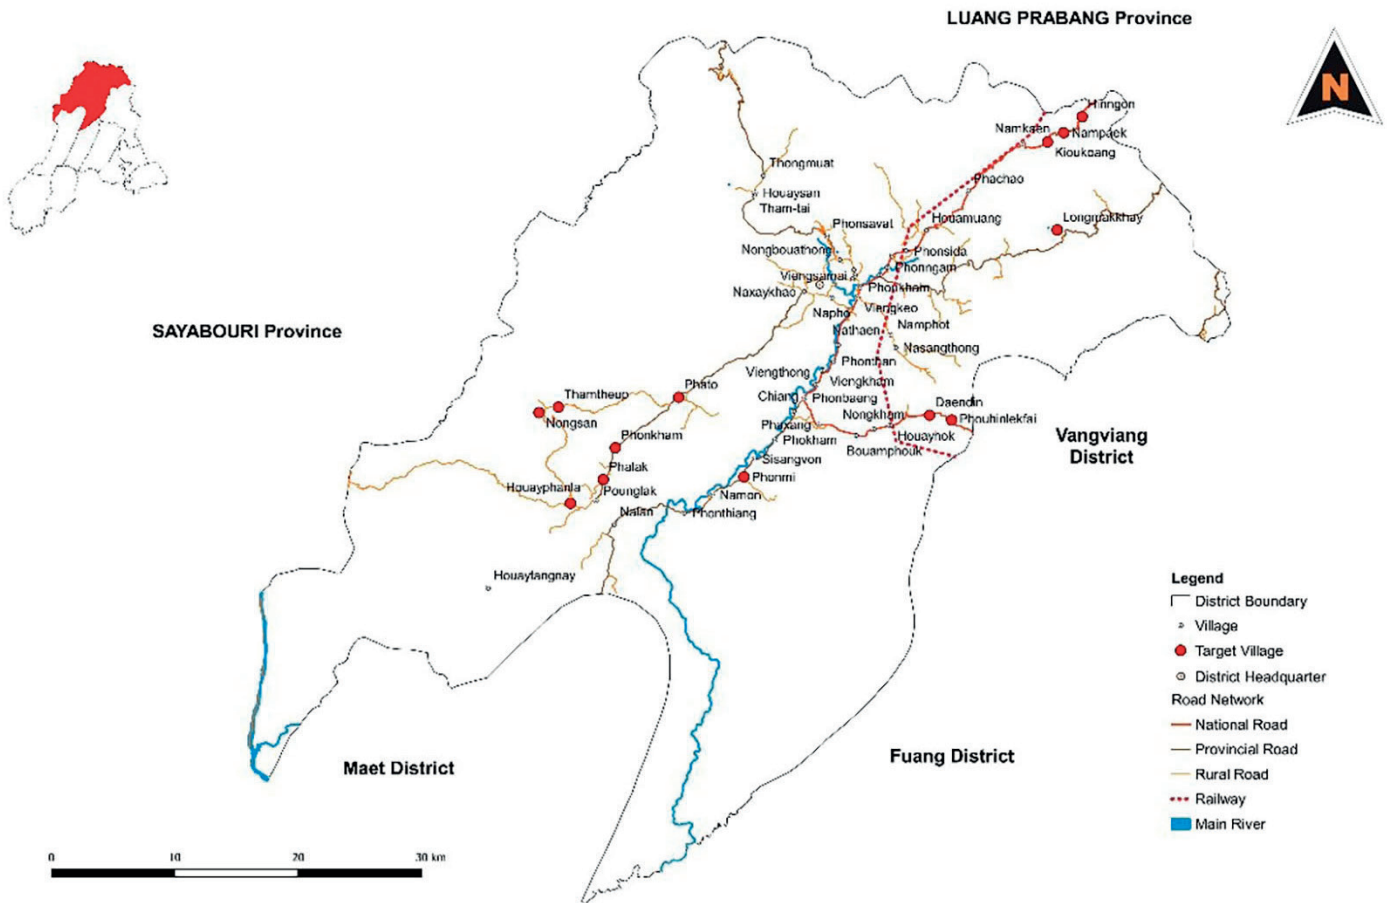 LUANG PRABANG Province
N
Hinngon
Namkaen
Nampaek
Kioukoang
Thongmuat
Phachao
Houaysan
Tham-tai
Longmakkhay
Phonsavat
Houamuang
Nongbouathong
Phonsida
Phonngam
Viengsamai
Phonkham
Naxaykhao
Viangkeo
Napho
SAYABOURI Province
Nathaen
Namphot
Nasangthong
Phonthan
Viengthong
Viengkham
Phato
Thamtheup
Chiang
Phonbaeng
Daendin
Nongsan
Nongkham
Phouhinlekfai
Phaxang
Phonkham
Phokham
Houayhok
Vangviang
District
Bouamphouk
Sisangvon
Phalak
Phonmi
Houayphanla
Pounglak
Namon
Nalan
Phonthiang
Houaytangnay
Legend
District Boundary
Village
Target Village
District Headquarter
Road Network
National Road
Provincial Road
Rural Road
Railway
Main River
Fuang District
Maet District
0 10 20 30 km